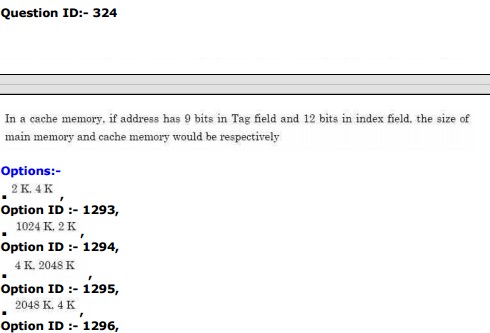 Question ID:- 324
In a cache memory, if address has 9 bits in Tag field and 12 bits in index field, the size of
main memory and cache memory would be respectively
Options:-
2 K, 4 K ,
Option ID :- 1293,
1024 K, 2 K ,
Option ID :- 1294,
4 K, 2048 K ,
Option ID :- 1295,
2048 K, 4 K ,
Option ID :- 1296,